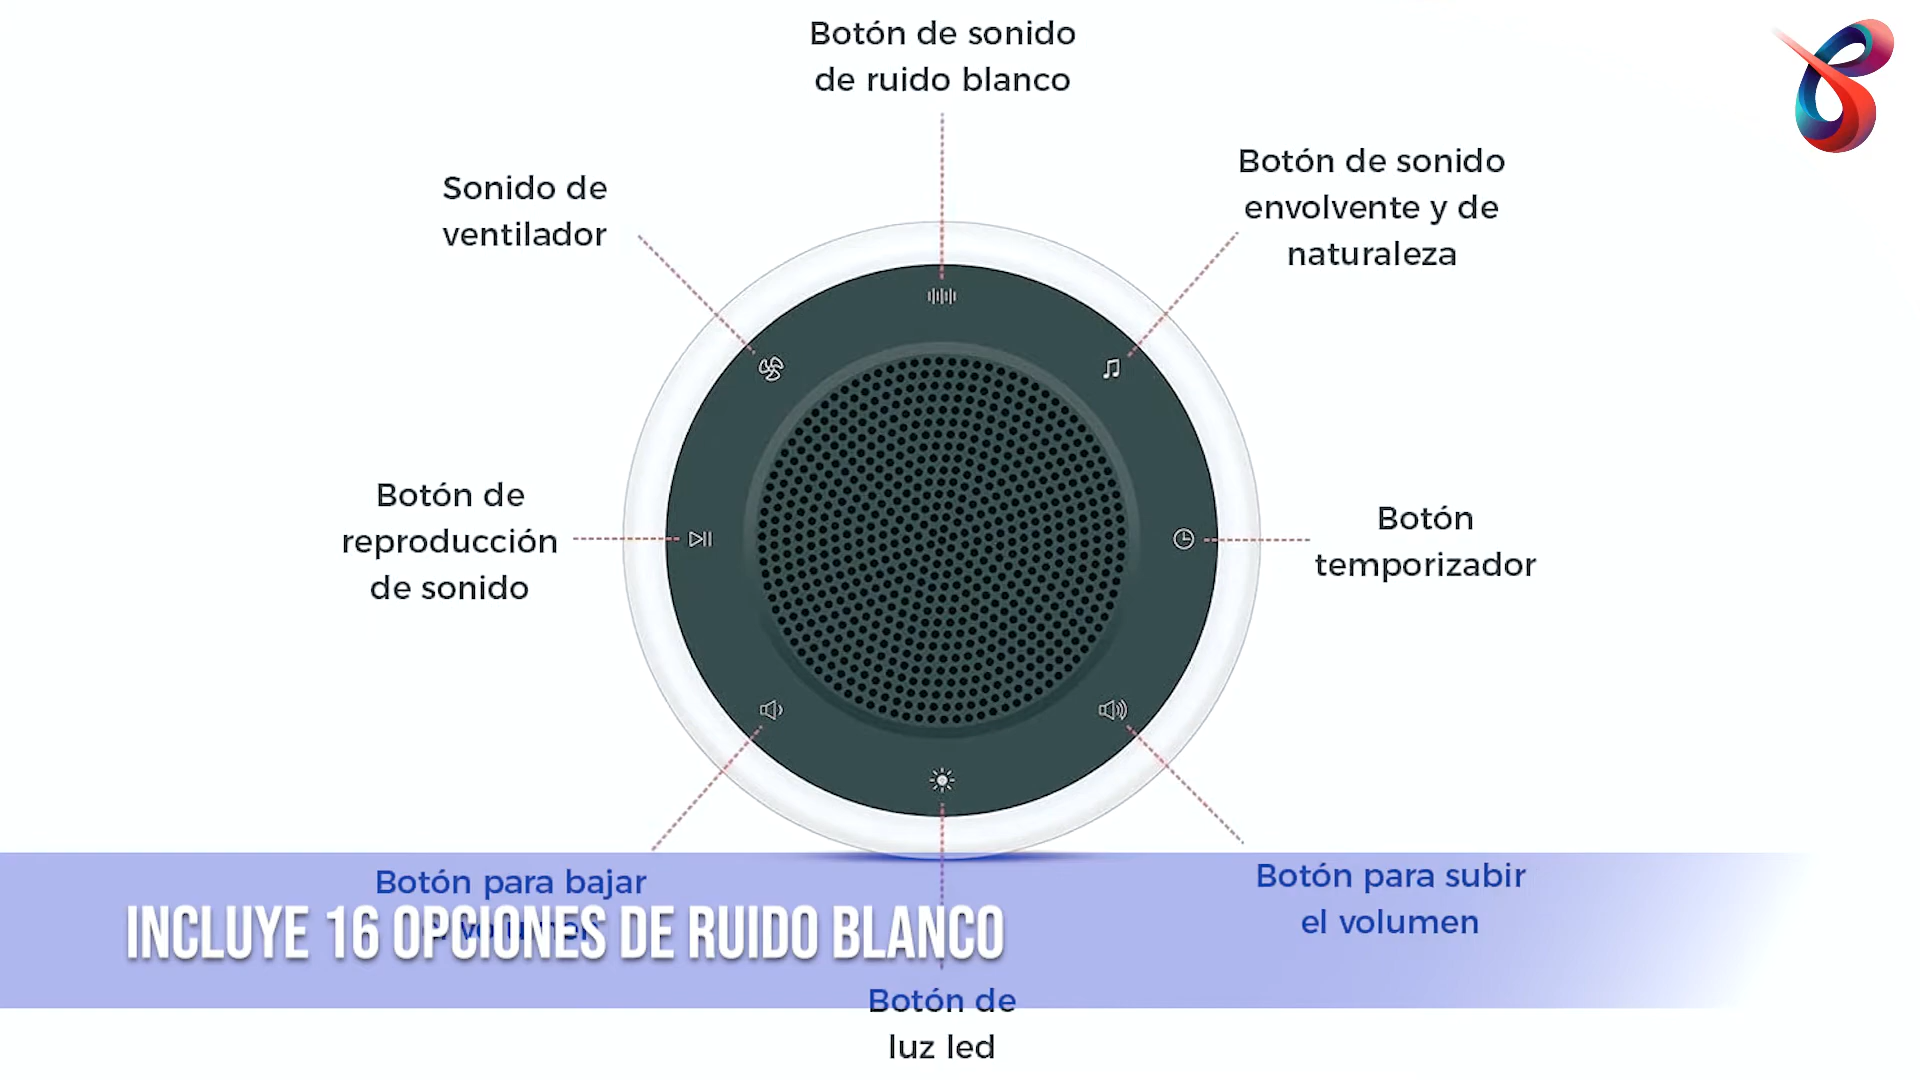 Botón de sonido
de ruido blanco
Sonido de
ventilador
Botón de sonido
envolvente y de
naturaleza
Botón de
reproducción
de sonido
Botón
temporizador
Botón para bajar
INCLUYE 16 OPCIONES DE RUIDO BLANCO
Botón para subir
el volumen
Botón de
luz led